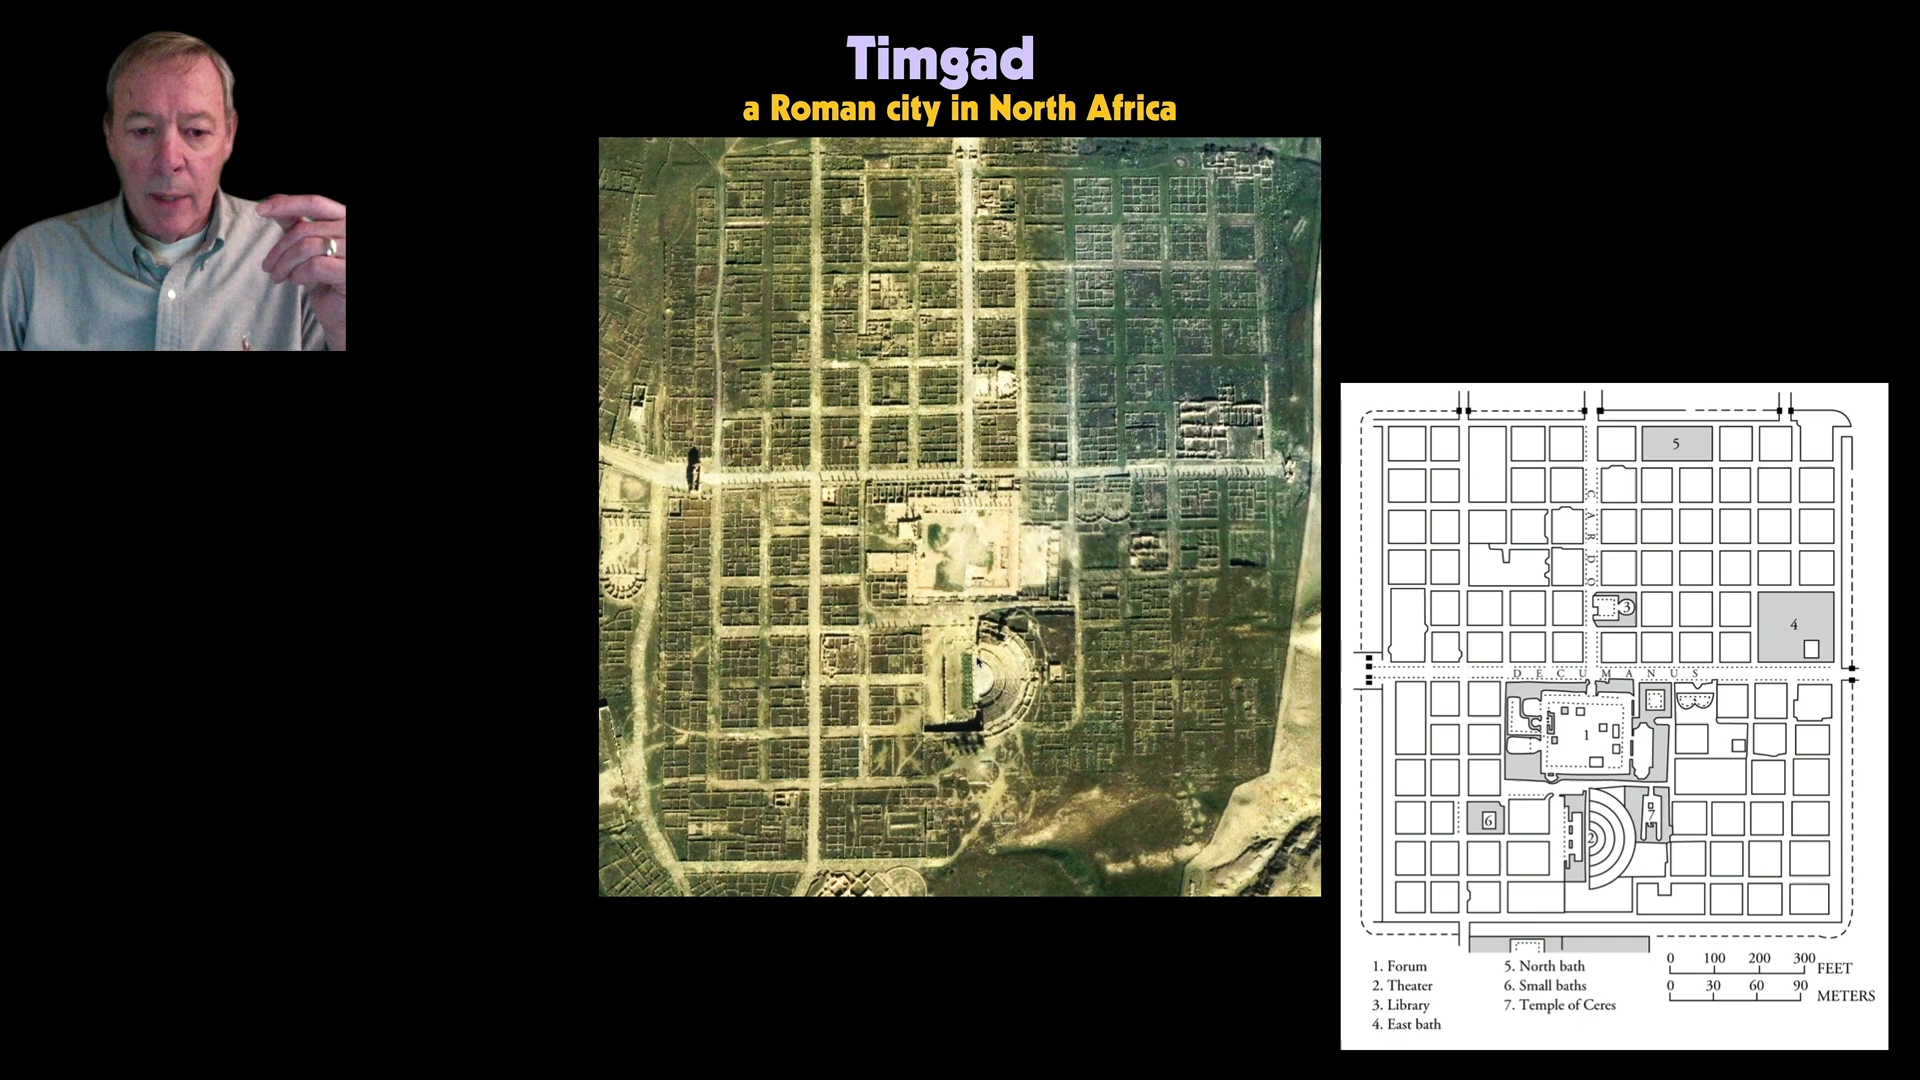 Timgad
a Roman city in North Africa
5
CARDO
3
4
DECUMANUS
1
6
7
2
1. Forum
2. Theater
3. Library
4. East bath
5. North bath
6. Small baths
7. Temple of Ceres
0 100 200 300 FEET
0 30 60 90 METERS